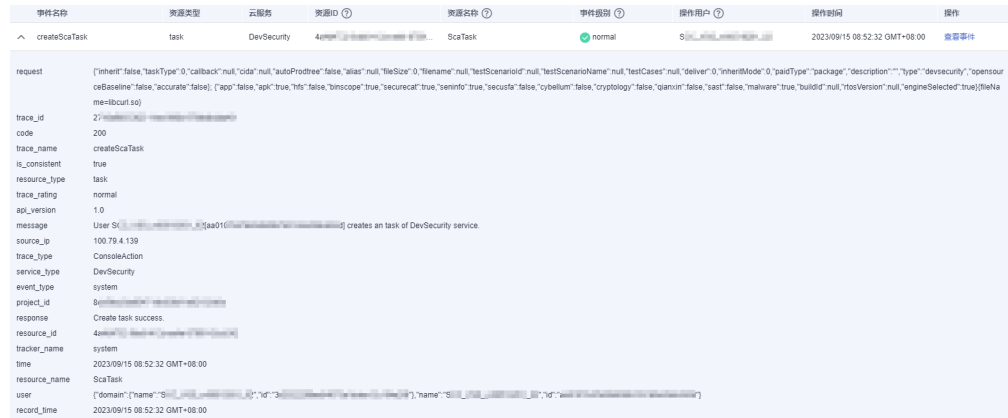 事件名称 资源类型 云服务 资源ID 资源名称 事件级别 操作用户 操作时间 操作
createScaTask task DevSecurity ScaTask normal 2023/09/15 08:52:32 GMT+08:00 查看事件
request {"inherit":false,"taskType":0,"callback":null,"cida":null,"autoProdtree":false,"alias":null,"fileSize":0,"filename":null,"testScenarioId":null,"testScenarioName":null,"testCases":null,"deliver":0,"inheritMode":0,"paidType":"package","description":"","type":"devsecurity","opensour
ceBaseline":false,"accurate":false}; {"app":false,"apk":true,"hfs":false,"binscope":true,"securecat":true,"seninfo":true,"secusfa":false,"cybellum":false,"cryptology":false,"qianxin":false,"sast":false,"malware":true,"buildId":null,"rtosVersion":null,"engineSelected":true}{fileNa
me=libcurl.so}
trace_id
code 200
trace_name createScaTask
is_consistent true
resource_type task
trace_rating normal
api_version 1.0
message User creates an task of DevSecurity service.
source_ip 100.79.4.139
trace_type ConsoleAction
service_type DevSecurity
event_type system
project_id
response Create task success.
resource_id
tracker_name system
time 2023/09/15 08:52:32 GMT+08:00
resource_name ScaTask
user {"domain":{"name":"S ","id":"3 "},"name":"S ","id":" "}
record_time 2023/09/15 08:52:32 GMT+08:00